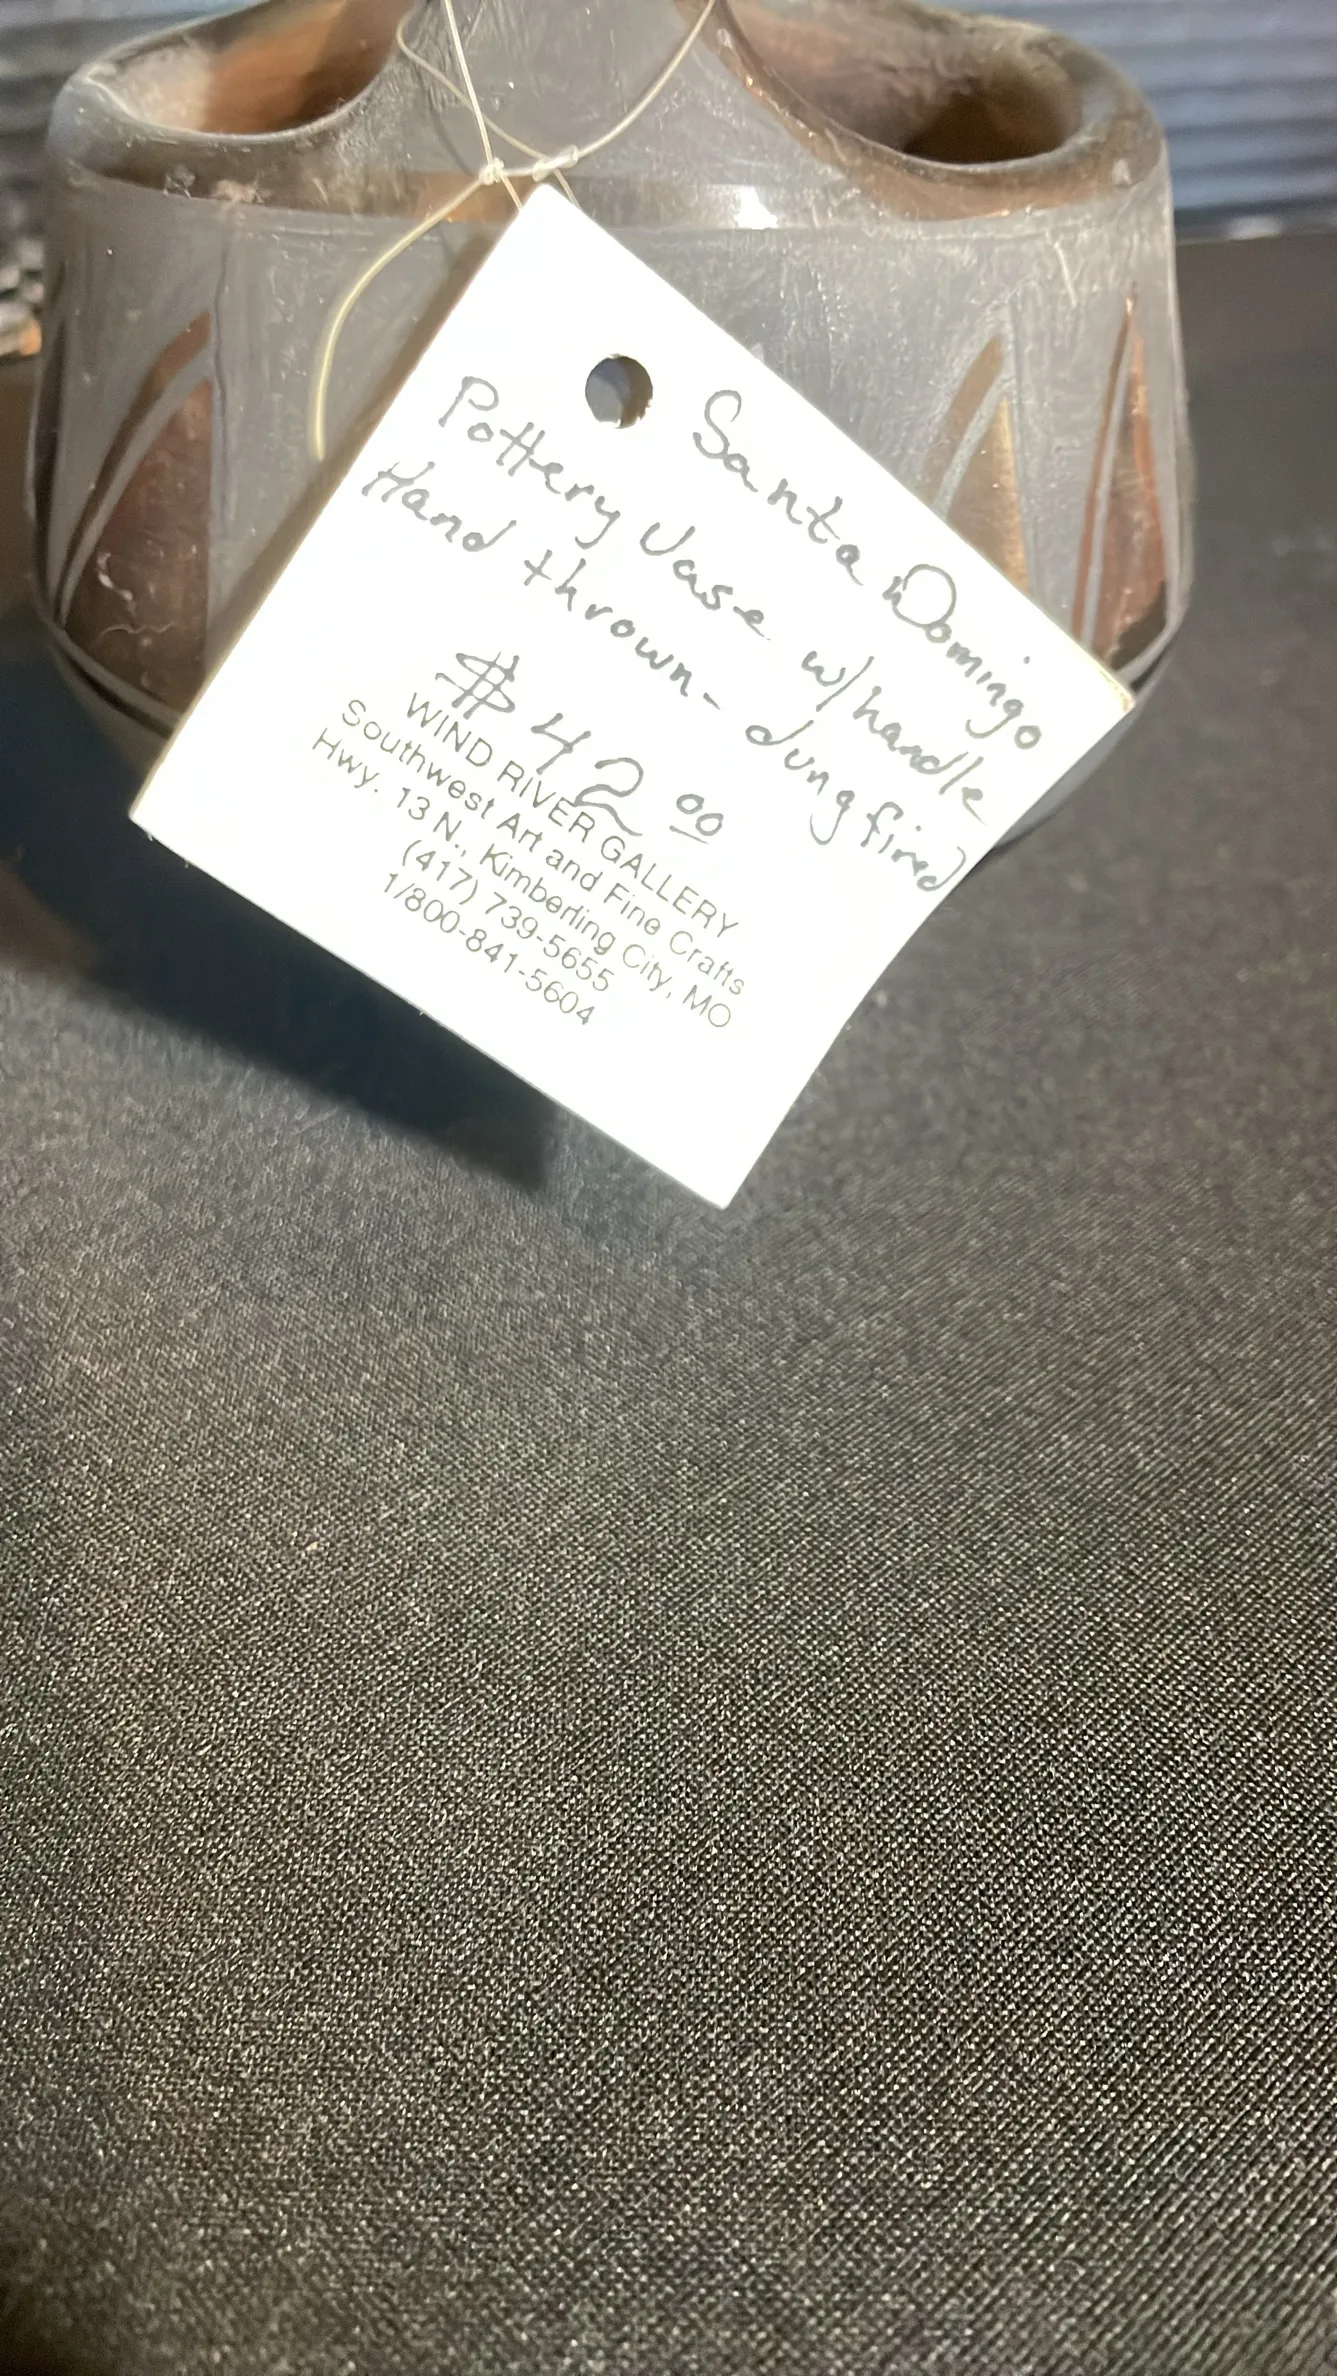 Santa Domingo
Pottery Vase w/handle
Hand thrown- dung fired
$42.00
WIND RIVER GALLERY
Southwest Art and Fine Crafts
Hwy. 13 N., Kimberling City, MO
(417) 739-5655
1/800-841-5604